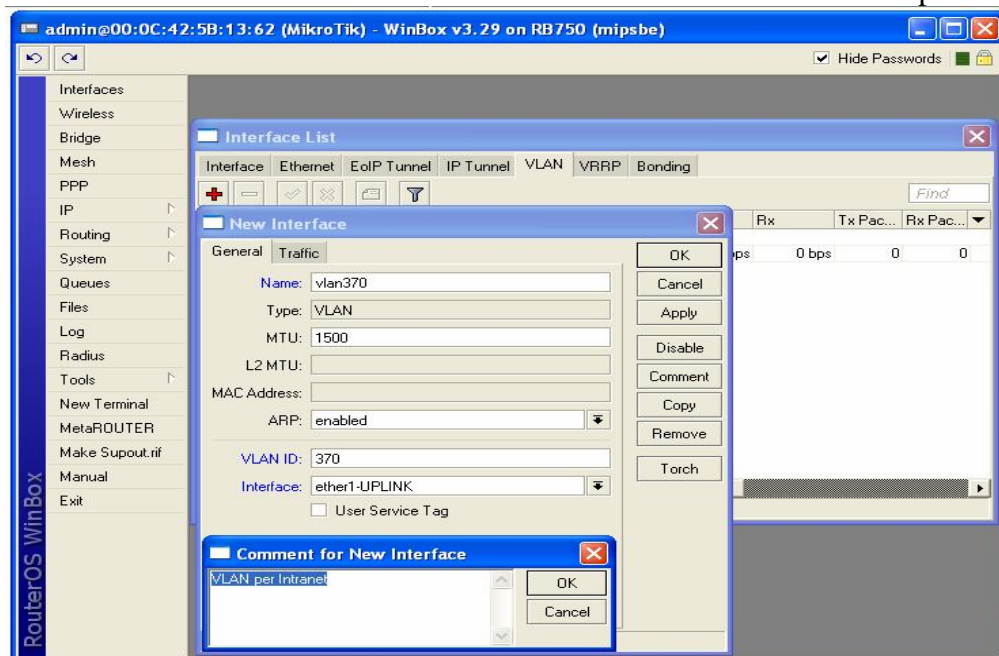 admin@00:0C:42:5B:13:62 (MikroTik) - WinBox v3.29 on RB750 (mipsbe)
Hide Passwords
Interfaces
Wireless
Bridge
Mesh
PPP
IP
Routing
System
Queues
Files
Log
Radius
Tools
New Terminal
MetaROUTER
Make Supout.rif
Manual
Exit
RouterOS WinBox
Interface List
Interface Ethernet EoIP Tunnel IP Tunnel VLAN VRRP Bonding
Find
Rx Tx Pac... Rx Pac...
0 bps 0 0
New Interface
General Traffic
Name: vlan370
Type: VLAN
MTU: 1500
L2 MTU:
MAC Address:
ARP: enabled
VLAN ID: 370
Interface: ether1-UPLINK
User Service Tag
OK
Cancel
Apply
Disable
Comment
Copy
Remove
Torch
Comment for New Interface
VLAN per Intranet
OK
Cancel